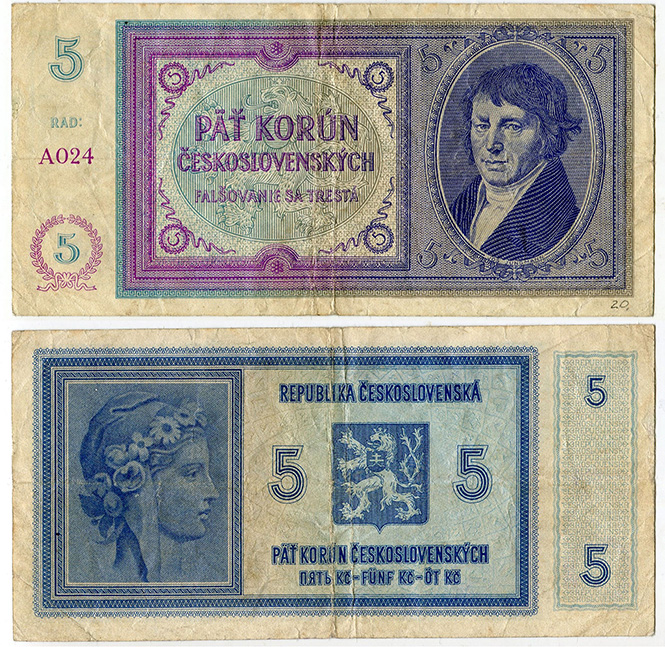 5
5 5
RAD:
A024
PÄŤ KORÚN
ČESKOSLOVENSKÝCH
FALŠOVANIE SA TRESTÁ
5
5 5
20,
REPUBLIKA ČESKOSLOVENSKÁ
5
5 5
PÄŤ KORÚN ČESKOSLOVENSKÝCH
ПЯТЬ Kč–FÜNF Kč–ÖT Kč
5